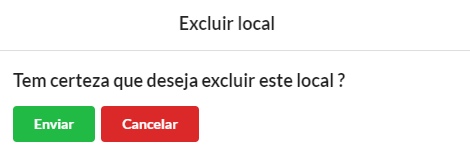 Excluir local
Tem certeza que deseja excluir este local ?
Enviar Cancelar